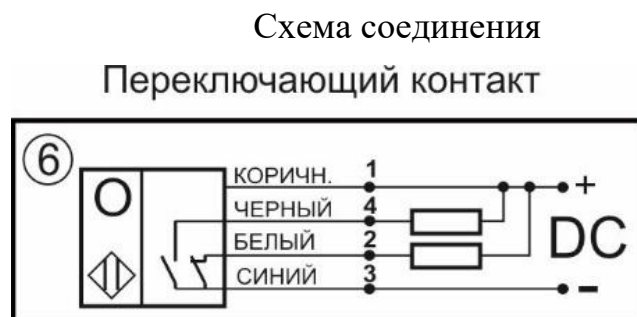 Схема соединения
Переключающий контакт
6
КОРИЧН. 1
+
O
ЧЕРНЫЙ 4
DC
БЕЛЫЙ 2
СИНИЙ 3
-